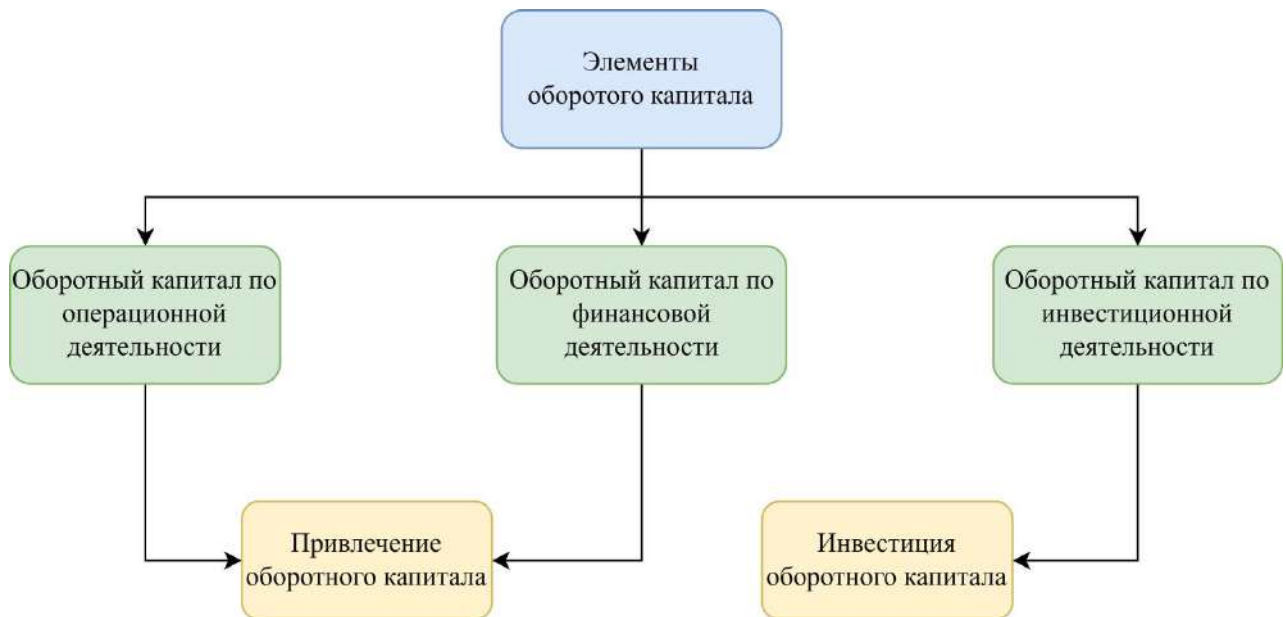 Элементы
оборотого капитала
Оборотный капитал по
операционной
деятельности
Оборотный капитал по
финансовой
деятельности
Оборотный капитал по
инвестиционной
деятельности
Привлечение
оборотного капитала
Инвестиция
оборотного капитала